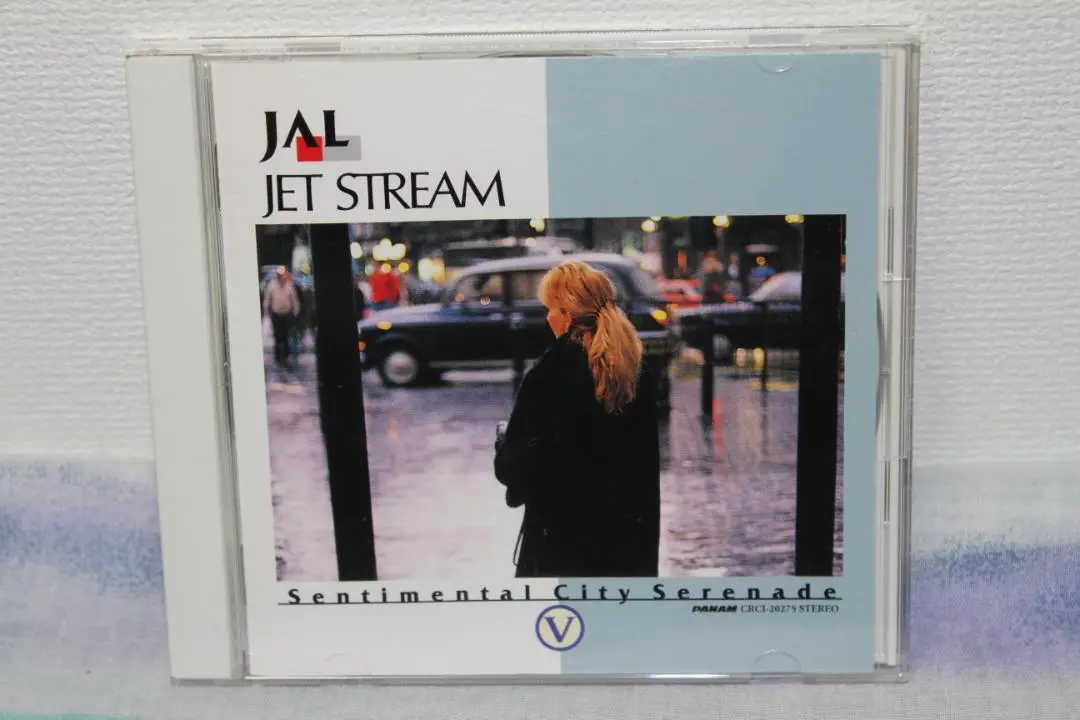 JAL
JET STREAM
Sentimental City Serenade
PANAM CRCI-20275 STEREO
V